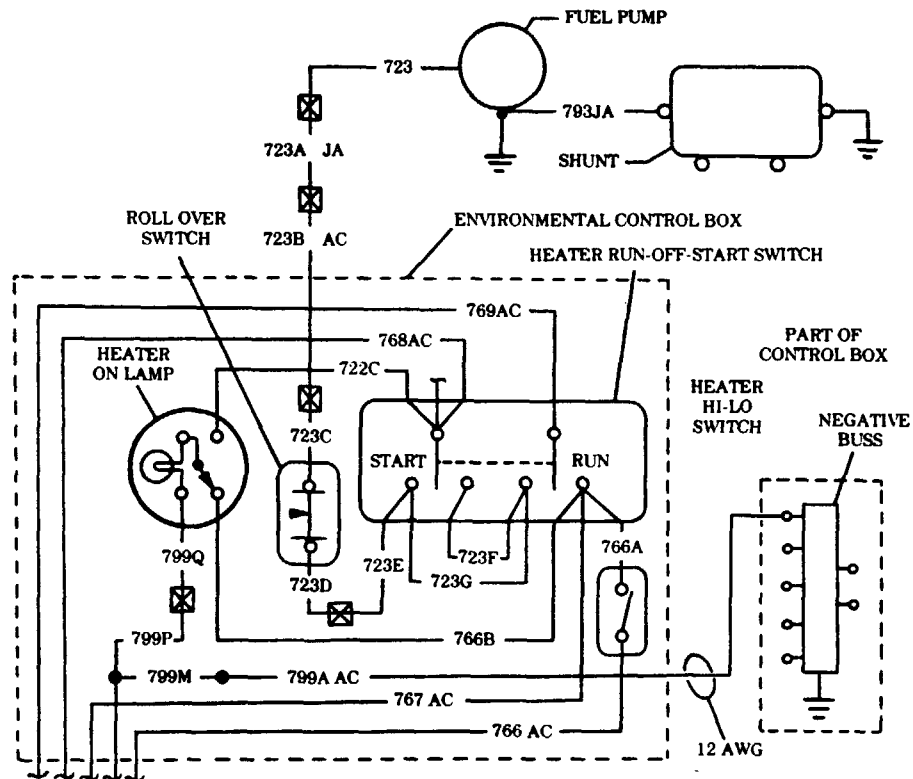 FUEL PUMP
723
793JA
SHUNT
723A JA
ROLL OVER
SWITCH
723B AC
ENVIRONMENTAL CONTROL BOX
HEATER RUN-OFF-START SWITCH
769AC
768AC
HEATER
ON LAMP
722C
PART OF
CONTROL BOX
HEATER
HI-LO
SWITCH
NEGATIVE
BUSS
723C
START
RUN
799Q
723D
723E
723F
723G
766A
799P
766B
799M
799A AC
767 AC
766 AC
12 AWG